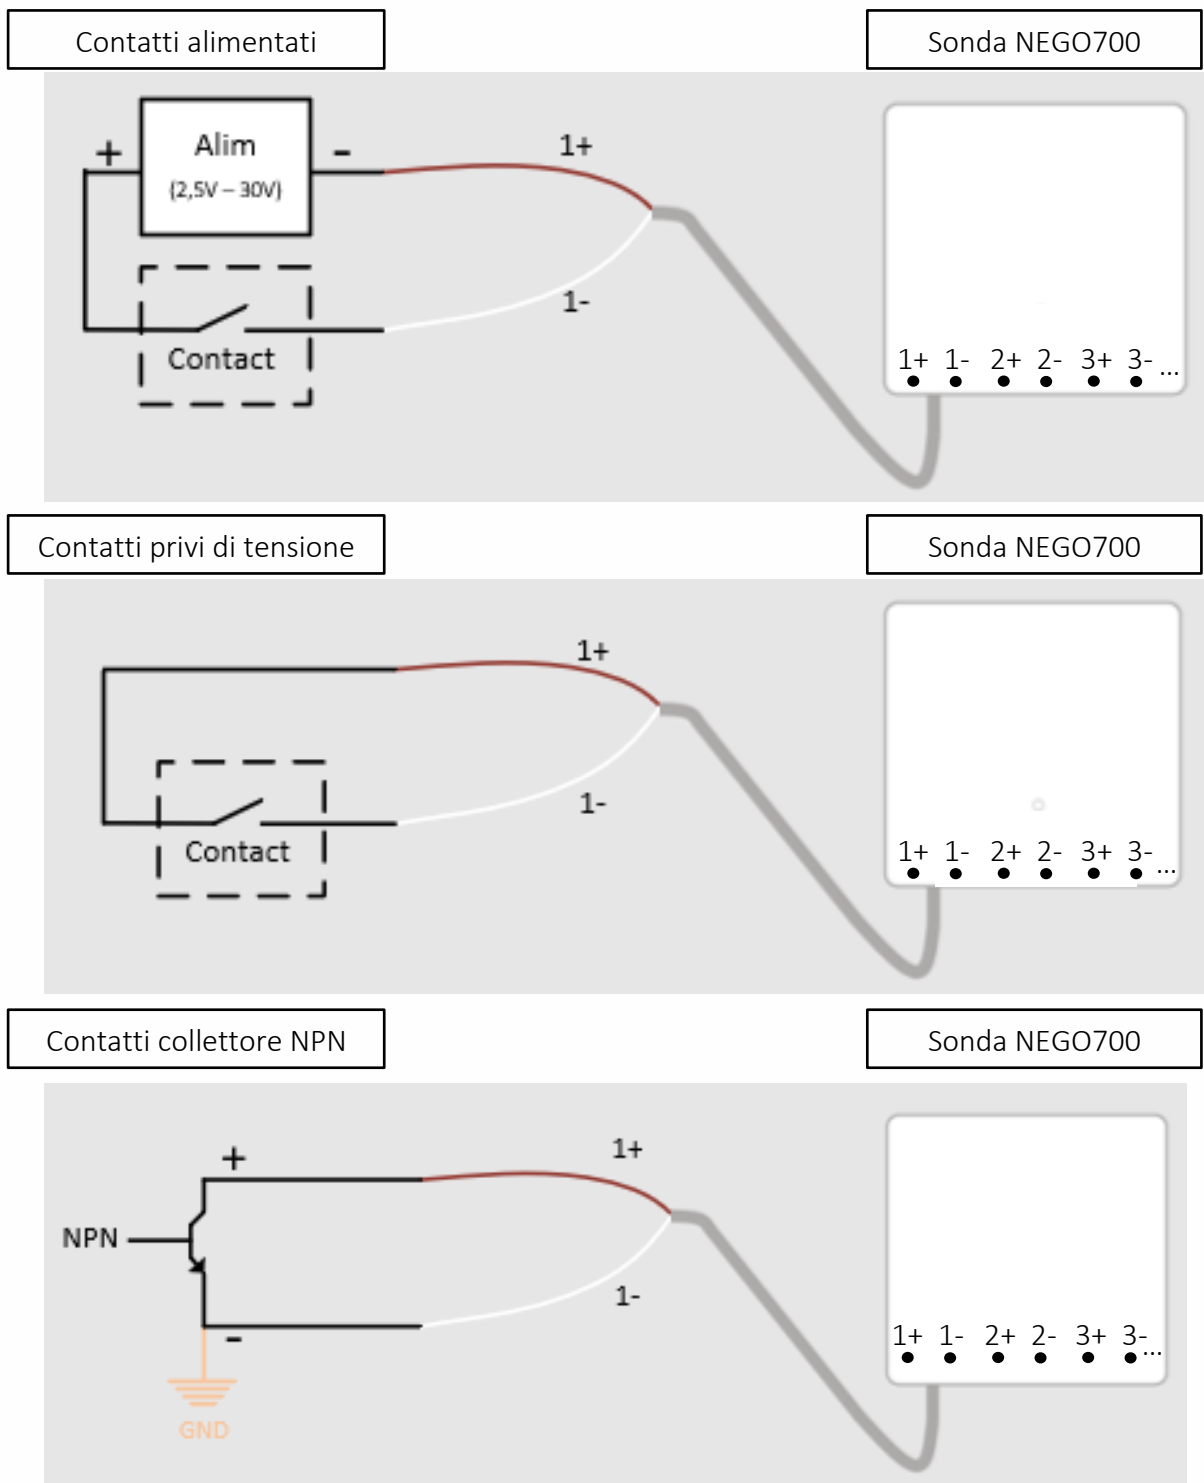 Contatti alimentati
Sonda NEGO700
+
Alim
-
(2,5V – 30V)
1+
1-
Contact
1+ 1- 2+ 2- 3+ 3- ...
Contatti privi di tensione
Sonda NEGO700
1+
1-
Contact
1+ 1- 2+ 2- 3+ 3- ...
Contatti collettore NPN
Sonda NEGO700
+
1+
NPN
1-
-
1+ 1- 2+ 2- 3+ 3- ...
GND